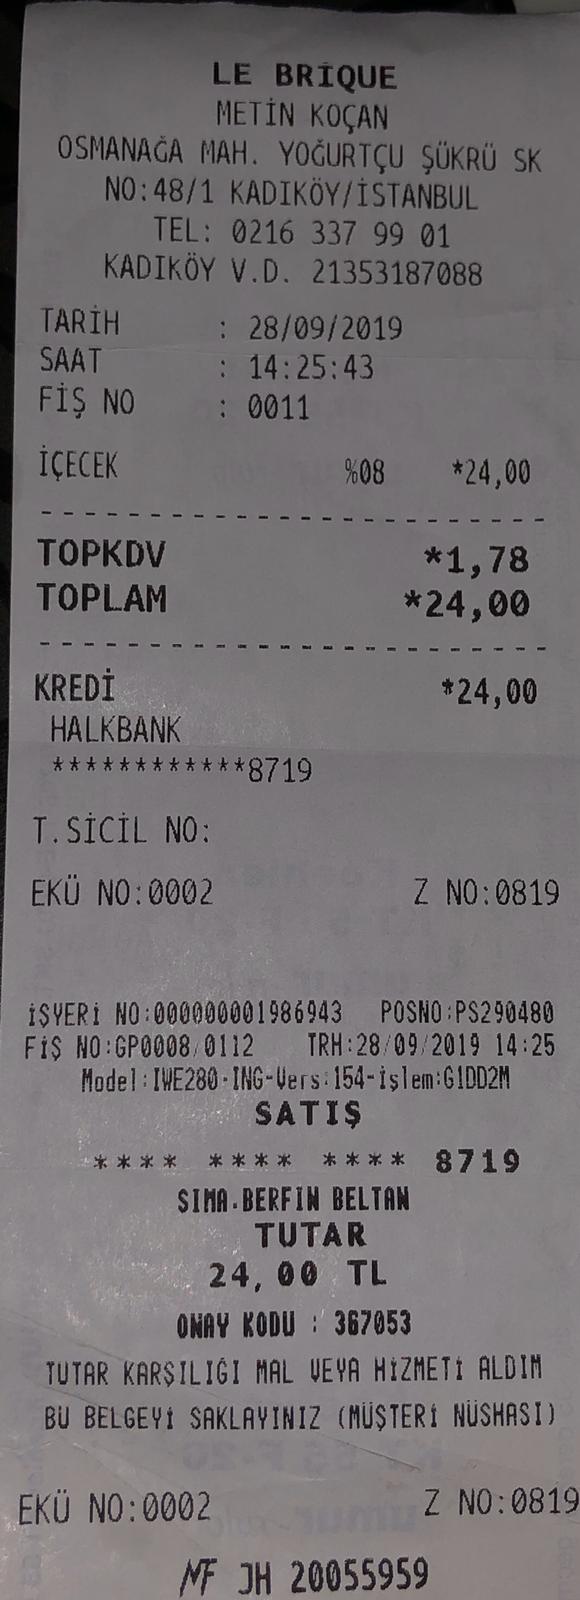 LE BRİQUE
METİN KOÇAN
OSMANAĞA MAH. YOĞURTÇU ŞÜKRÜ SK
NO:48/1 KADIKÖY/İSTANBUL
TEL: 0216 337 99 01
KADIKÖY V.D. 21353187088
TARİH : 28/09/2019
SAAT : 14:25:43
FİŞ NO : 0011
İÇECEK %08 *24,00
TOPKDV *1,78
TOPLAM *24,00
KREDİ *24,00
HALKBANK
************8719
T.SİCİL NO:
EKÜ NO:0002 Z NO:0819
İŞYERİ NO:000000001986943 POSNO:PS290480
FİŞ NO:GP0008/0112 TRH:28/09/2019 14:25
Model:IWE280-ING-Vers:154-işlem:G1DD2M
SATIŞ
**** **** **** 8719
SIMA.BERFIN BELTAN
TUTAR
24,00 TL
ONAY KODU : 367053
TUTAR KARŞILIĞI MAL VEYA HİZMETİ ALDIM
BU BELGEYİ SAKLAYINIZ (MÜŞTERİ NÜSHASI)
EKÜ NO:0002 Z NO:0819
MF JH 20055959